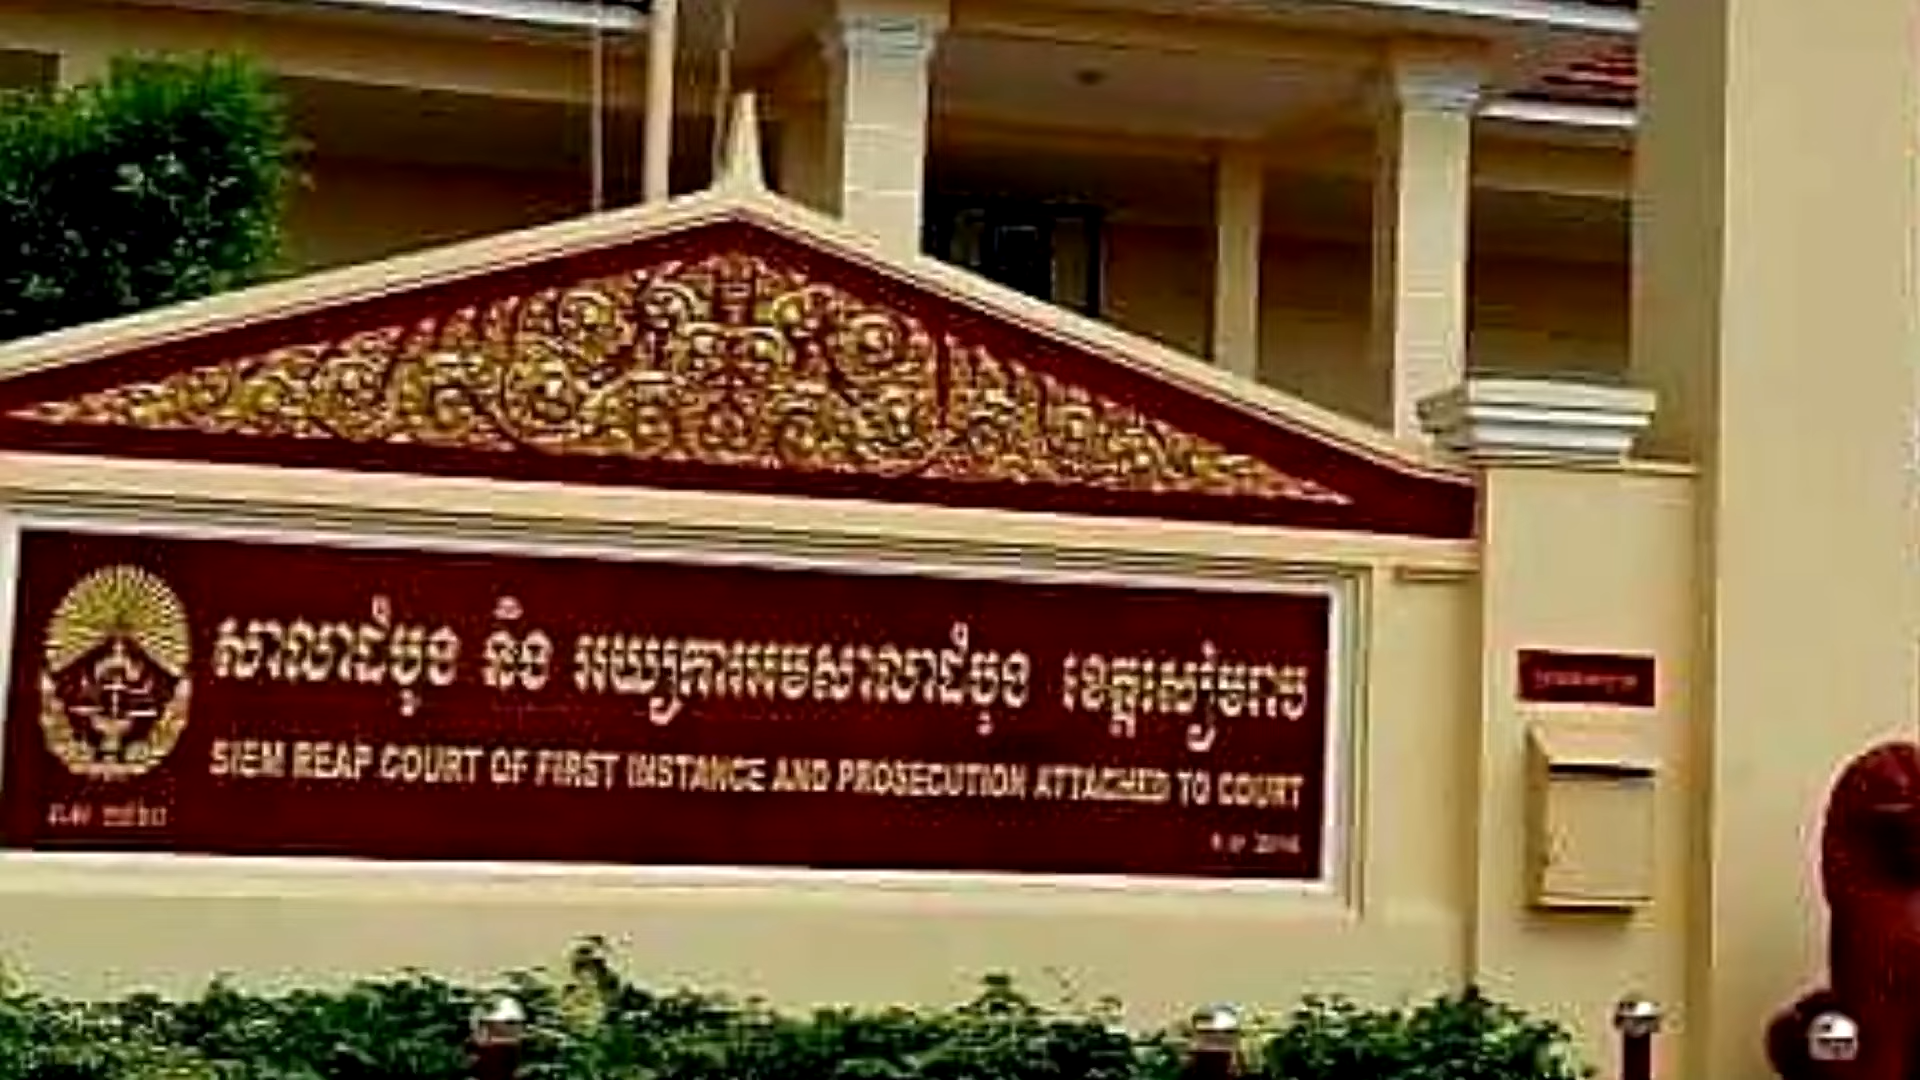 សាលាដំបូង និង អយ្យការអមសាលាដំបូង ខេត្តសៀមរាប
SIEM REAP COURT OF FIRST INSTANCE AND PROSECUTION ATTACHED TO COURT